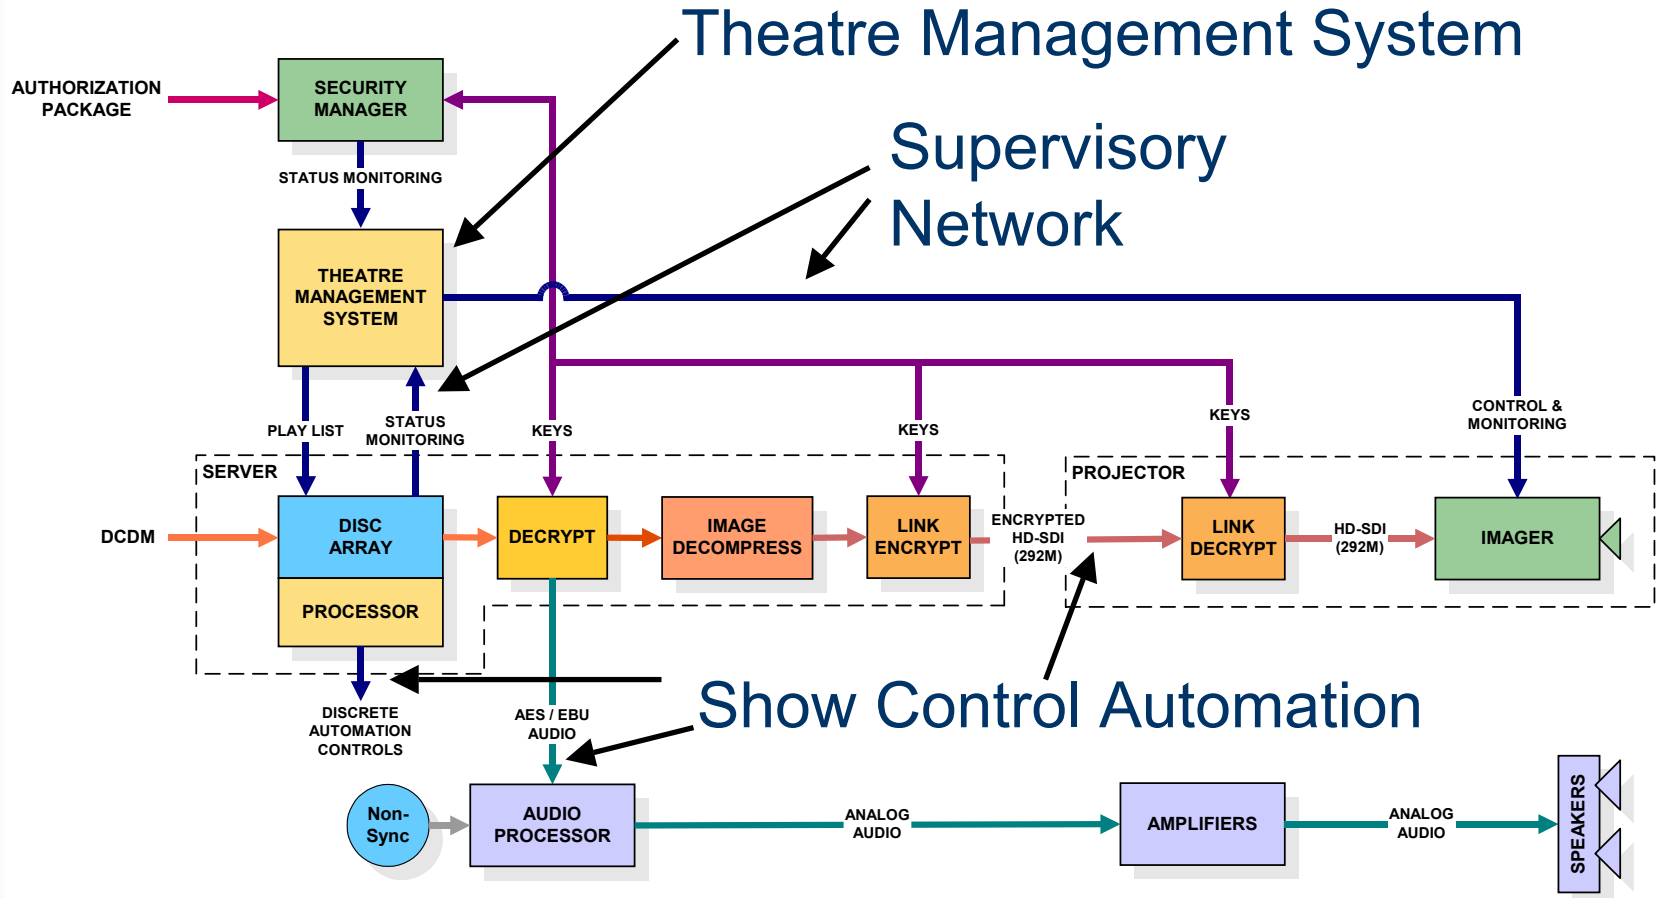 Theatre Management System
AUTHORIZATION
PACKAGE
SECURITY
MANAGER
Supervisory
Network
STATUS MONITORING
THEATRE
MANAGEMENT
SYSTEM
PLAY LIST
STATUS
MONITORING
KEYS
KEYS
KEYS
CONTROL &
MONITORING
SERVER
PROJECTOR
DCDM
DISC
ARRAY
DECRYPT
IMAGE
DECOMPRESS
LINK
ENCRYPT
ENCRYPTED
HD-SDI
(292M)
LINK
DECRYPT
HD-SDI
(292M)
IMAGER
PROCESSOR
DISCRETE
AUTOMATION
CONTROLS
AES / EBU
AUDIO
Show Control Automation
Non-
Sync
AUDIO
PROCESSOR
ANALOG
AUDIO
AMPLIFIERS
ANALOG
AUDIO
SPEAKERS